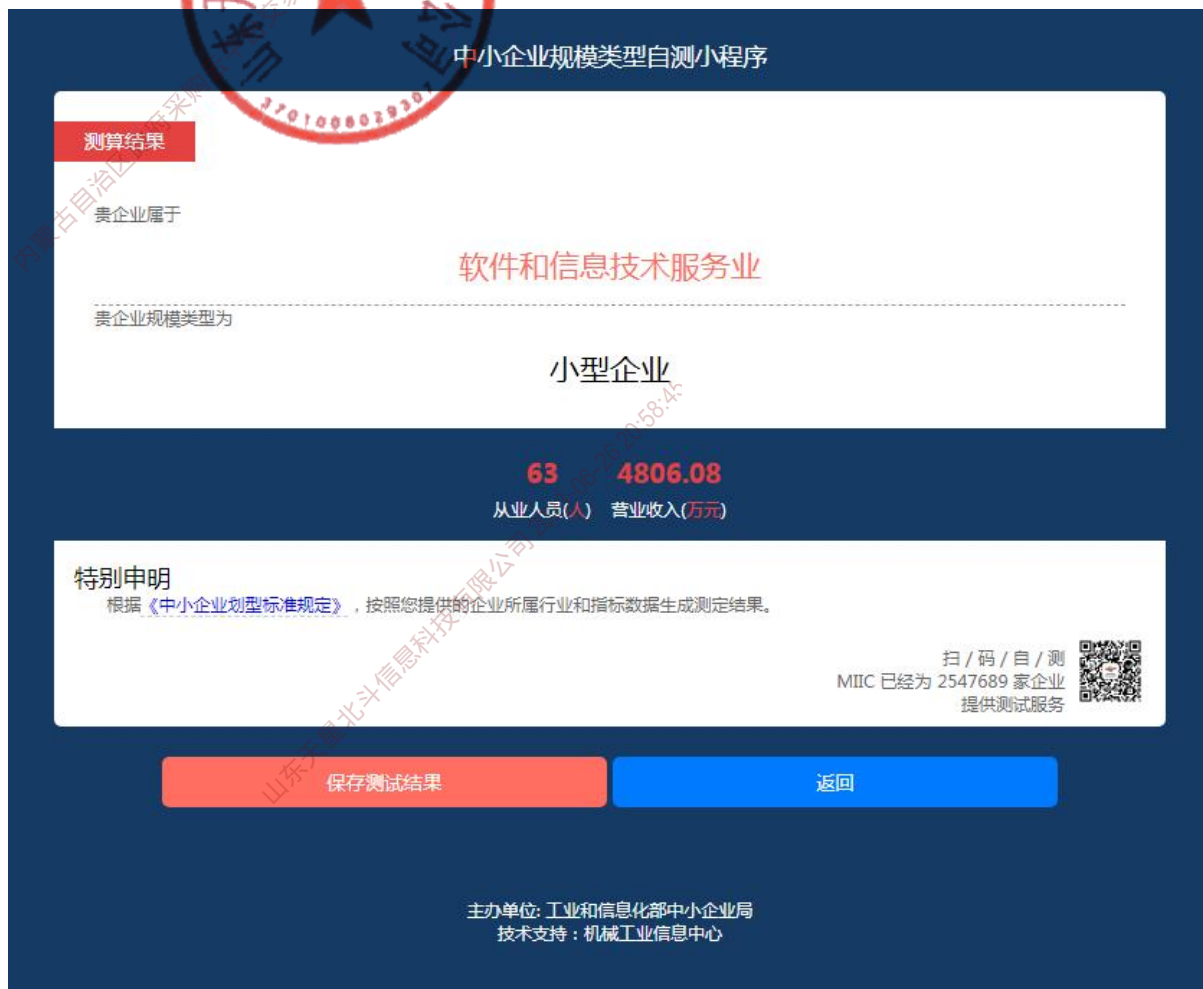 中小企业规模类型自测小程序
3701008029307
测算结果
贵企业属于
软件和信息技术服务业
贵企业规模类型为
小型企业
63 4806.08
从业人员(人) 营业收入(万元)
特别申明
根据《中小企业划型标准规定》，按照您提供的企业所属行业和指标数据生成测定结果。
扫 / 码 / 自 / 测
MIIC 已经为 2547689 家企业
提供测试服务
保存测试结果 返回
主办单位: 工业和信息化部中小企业局
技术支持：机械工业信息中心